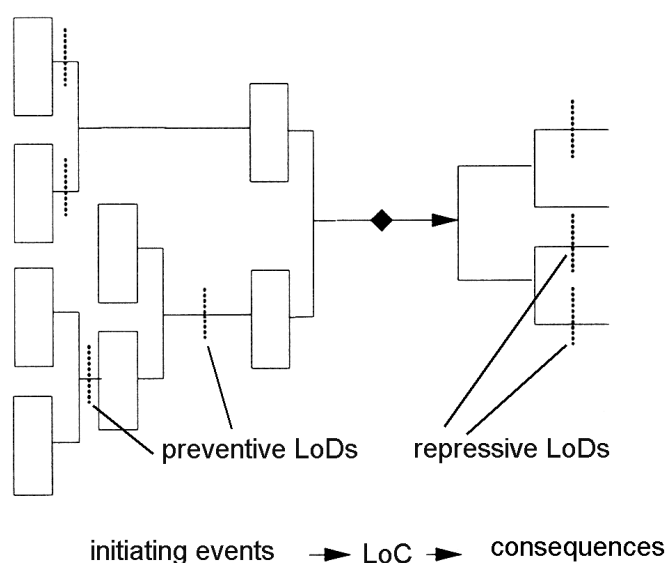 preventive LoDs
repressive LoDs
initiating events LoC consequences